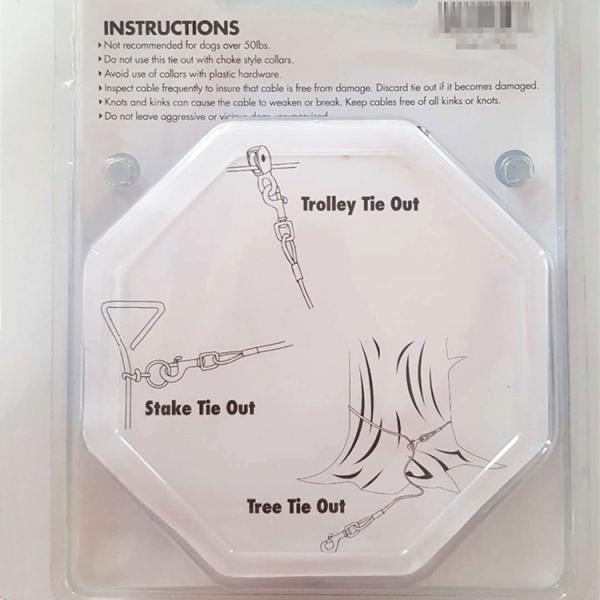 INSTRUCTIONS
Not recommended for dogs over 50lbs.
Do not use this tie out with choke style collars.
Avoid use of collars with plastic hardware.
Inspect cable frequently to insure that cable is free from damage. Discard tie out if it becomes damaged.
Knots and kinks can cause the cable to weaken or break. Keep cables free of all kinks or knots.
Do not leave aggressive or vicious dogs unsupervised.
Trolley Tie Out
Stake Tie Out
Tree Tie Out